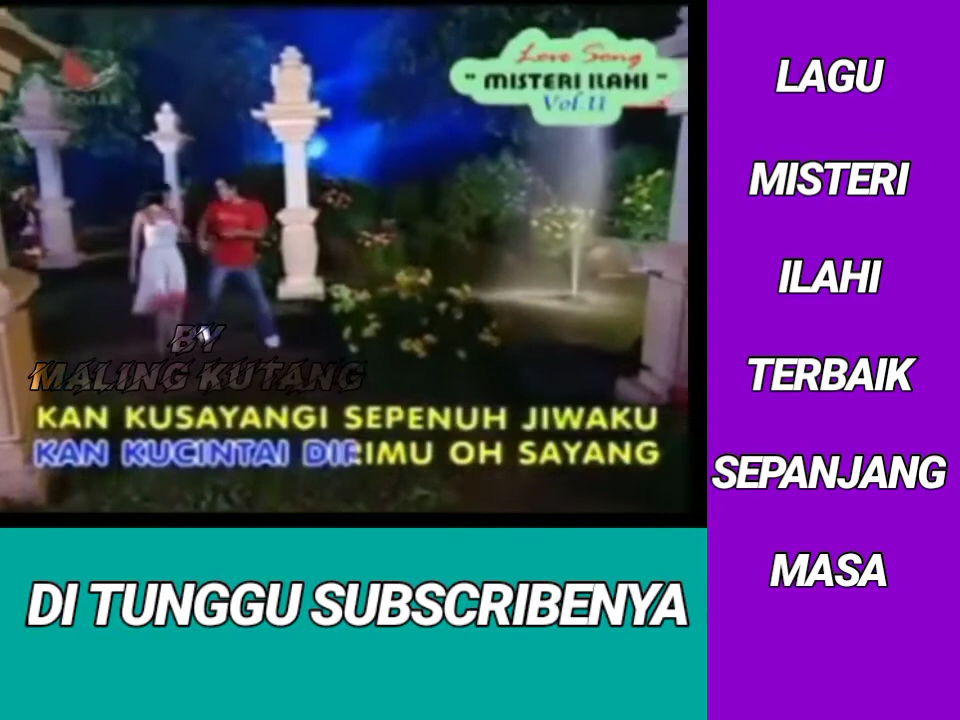 Love Song
" MISTERI ILAHI "
Vol.11
BY
MALING KUTANG
KAN KUSAYANGI SEPENUH JIWAKU
KAN KUCINTAI DIRIMU OH SAYANG
DI TUNGGU SUBSCRIBENYA
LAGU
MISTERI
ILAHI
TERBAIK
SEPANJANG
MASA